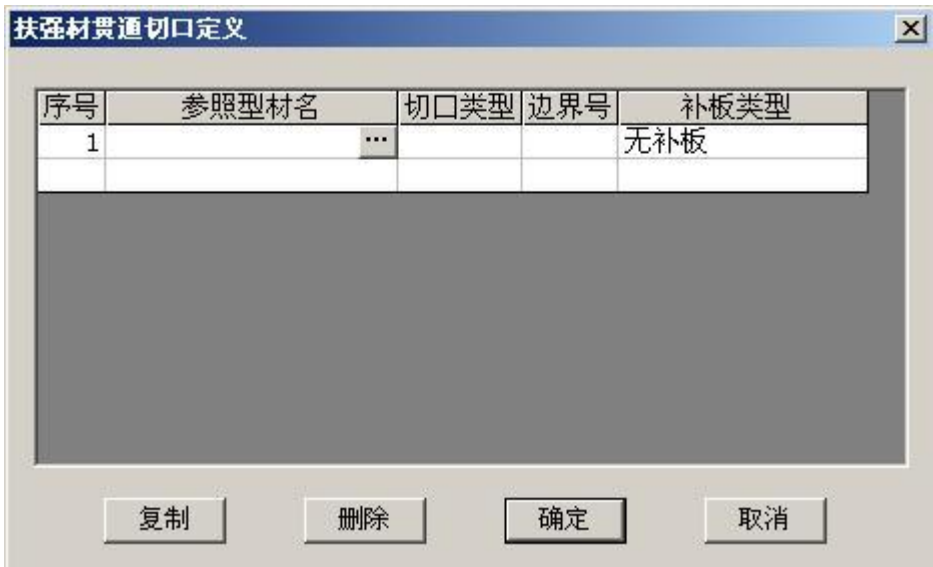 扶强材贯通切口定义
序号 参照型材名 切口类型 边界号 补板类型
1 ... 无补板
复制 删除 确定 取消